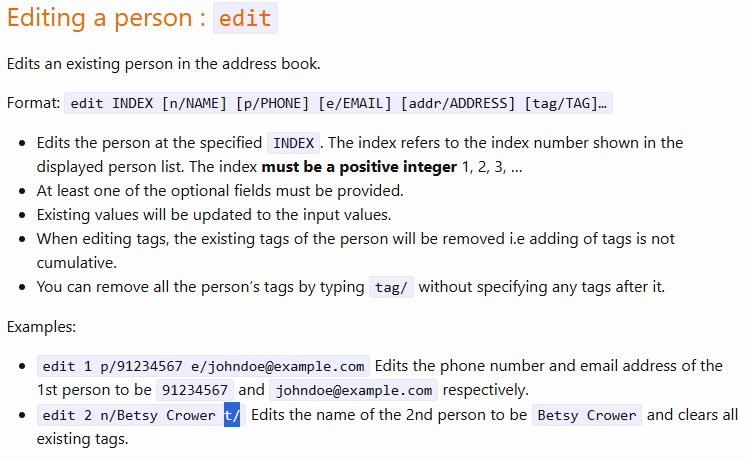 Editing a person : edit
Edits an existing person in the address book.
Format: edit INDEX [n/NAME] [p/PHONE] [e/EMAIL] [addr/ADDRESS] [tag/TAG]…
• Edits the person at the specified INDEX. The index refers to the index number shown in the
displayed person list. The index must be a positive integer 1, 2, 3, …
• At least one of the optional fields must be provided.
• Existing values will be updated to the input values.
• When editing tags, the existing tags of the person will be removed i.e adding of tags is not
cumulative.
• You can remove all the person’s tags by typing tag/ without specifying any tags after it.
Examples:
• edit 1 p/91234567 e/johndoe@example.com Edits the phone number and email address of the
1st person to be 91234567 and johndoe@example.com respectively.
• edit 2 n/Betsy Crower t/ Edits the name of the 2nd person to be Betsy Crower and clears all
existing tags.